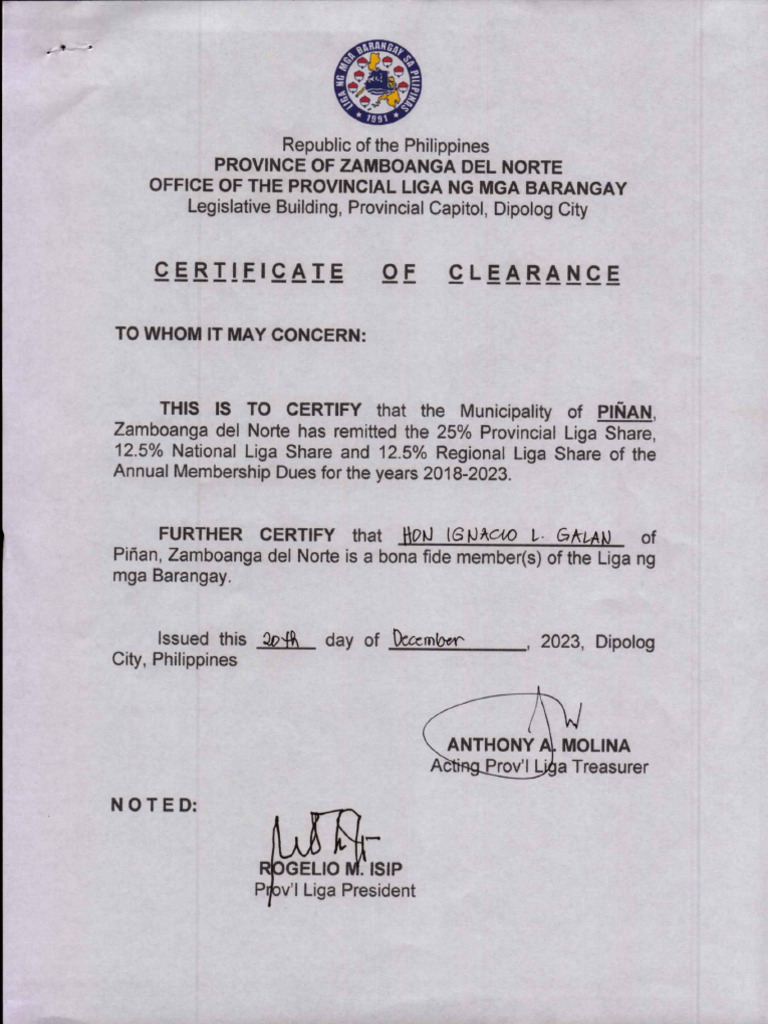 LIGA NG MGA BARANGAY SA PILIPINAS
1991
Republic of the Philippines
PROVINCE OF ZAMBOANGA DEL NORTE
OFFICE OF THE PROVINCIAL LIGA NG MGA BARANGAY
Legislative Building, Provincial Capitol, Dipolog City
CERTIFICATE OF CLEARANCE
TO WHOM IT MAY CONCERN:
THIS IS TO CERTIFY that the Municipality of PIÑAN,
Zamboanga del Norte has remitted the 25% Provincial Liga Share,
12.5% National Liga Share and 12.5% Regional Liga Share of the
Annual Membership Dues for the years 2018-2023.
FURTHER CERTIFY that HON IGNACIO L. GALAN of
Piñan, Zamboanga del Norte is a bona fide member(s) of the Liga ng
mga Barangay.
Issued this 20th day of December, 2023, Dipolog
City, Philippines
ANTHONY A. MOLINA
Acting Prov'l Liga Treasurer
NOTED:
ROGELIO M. ISIP
Prov'l Liga President